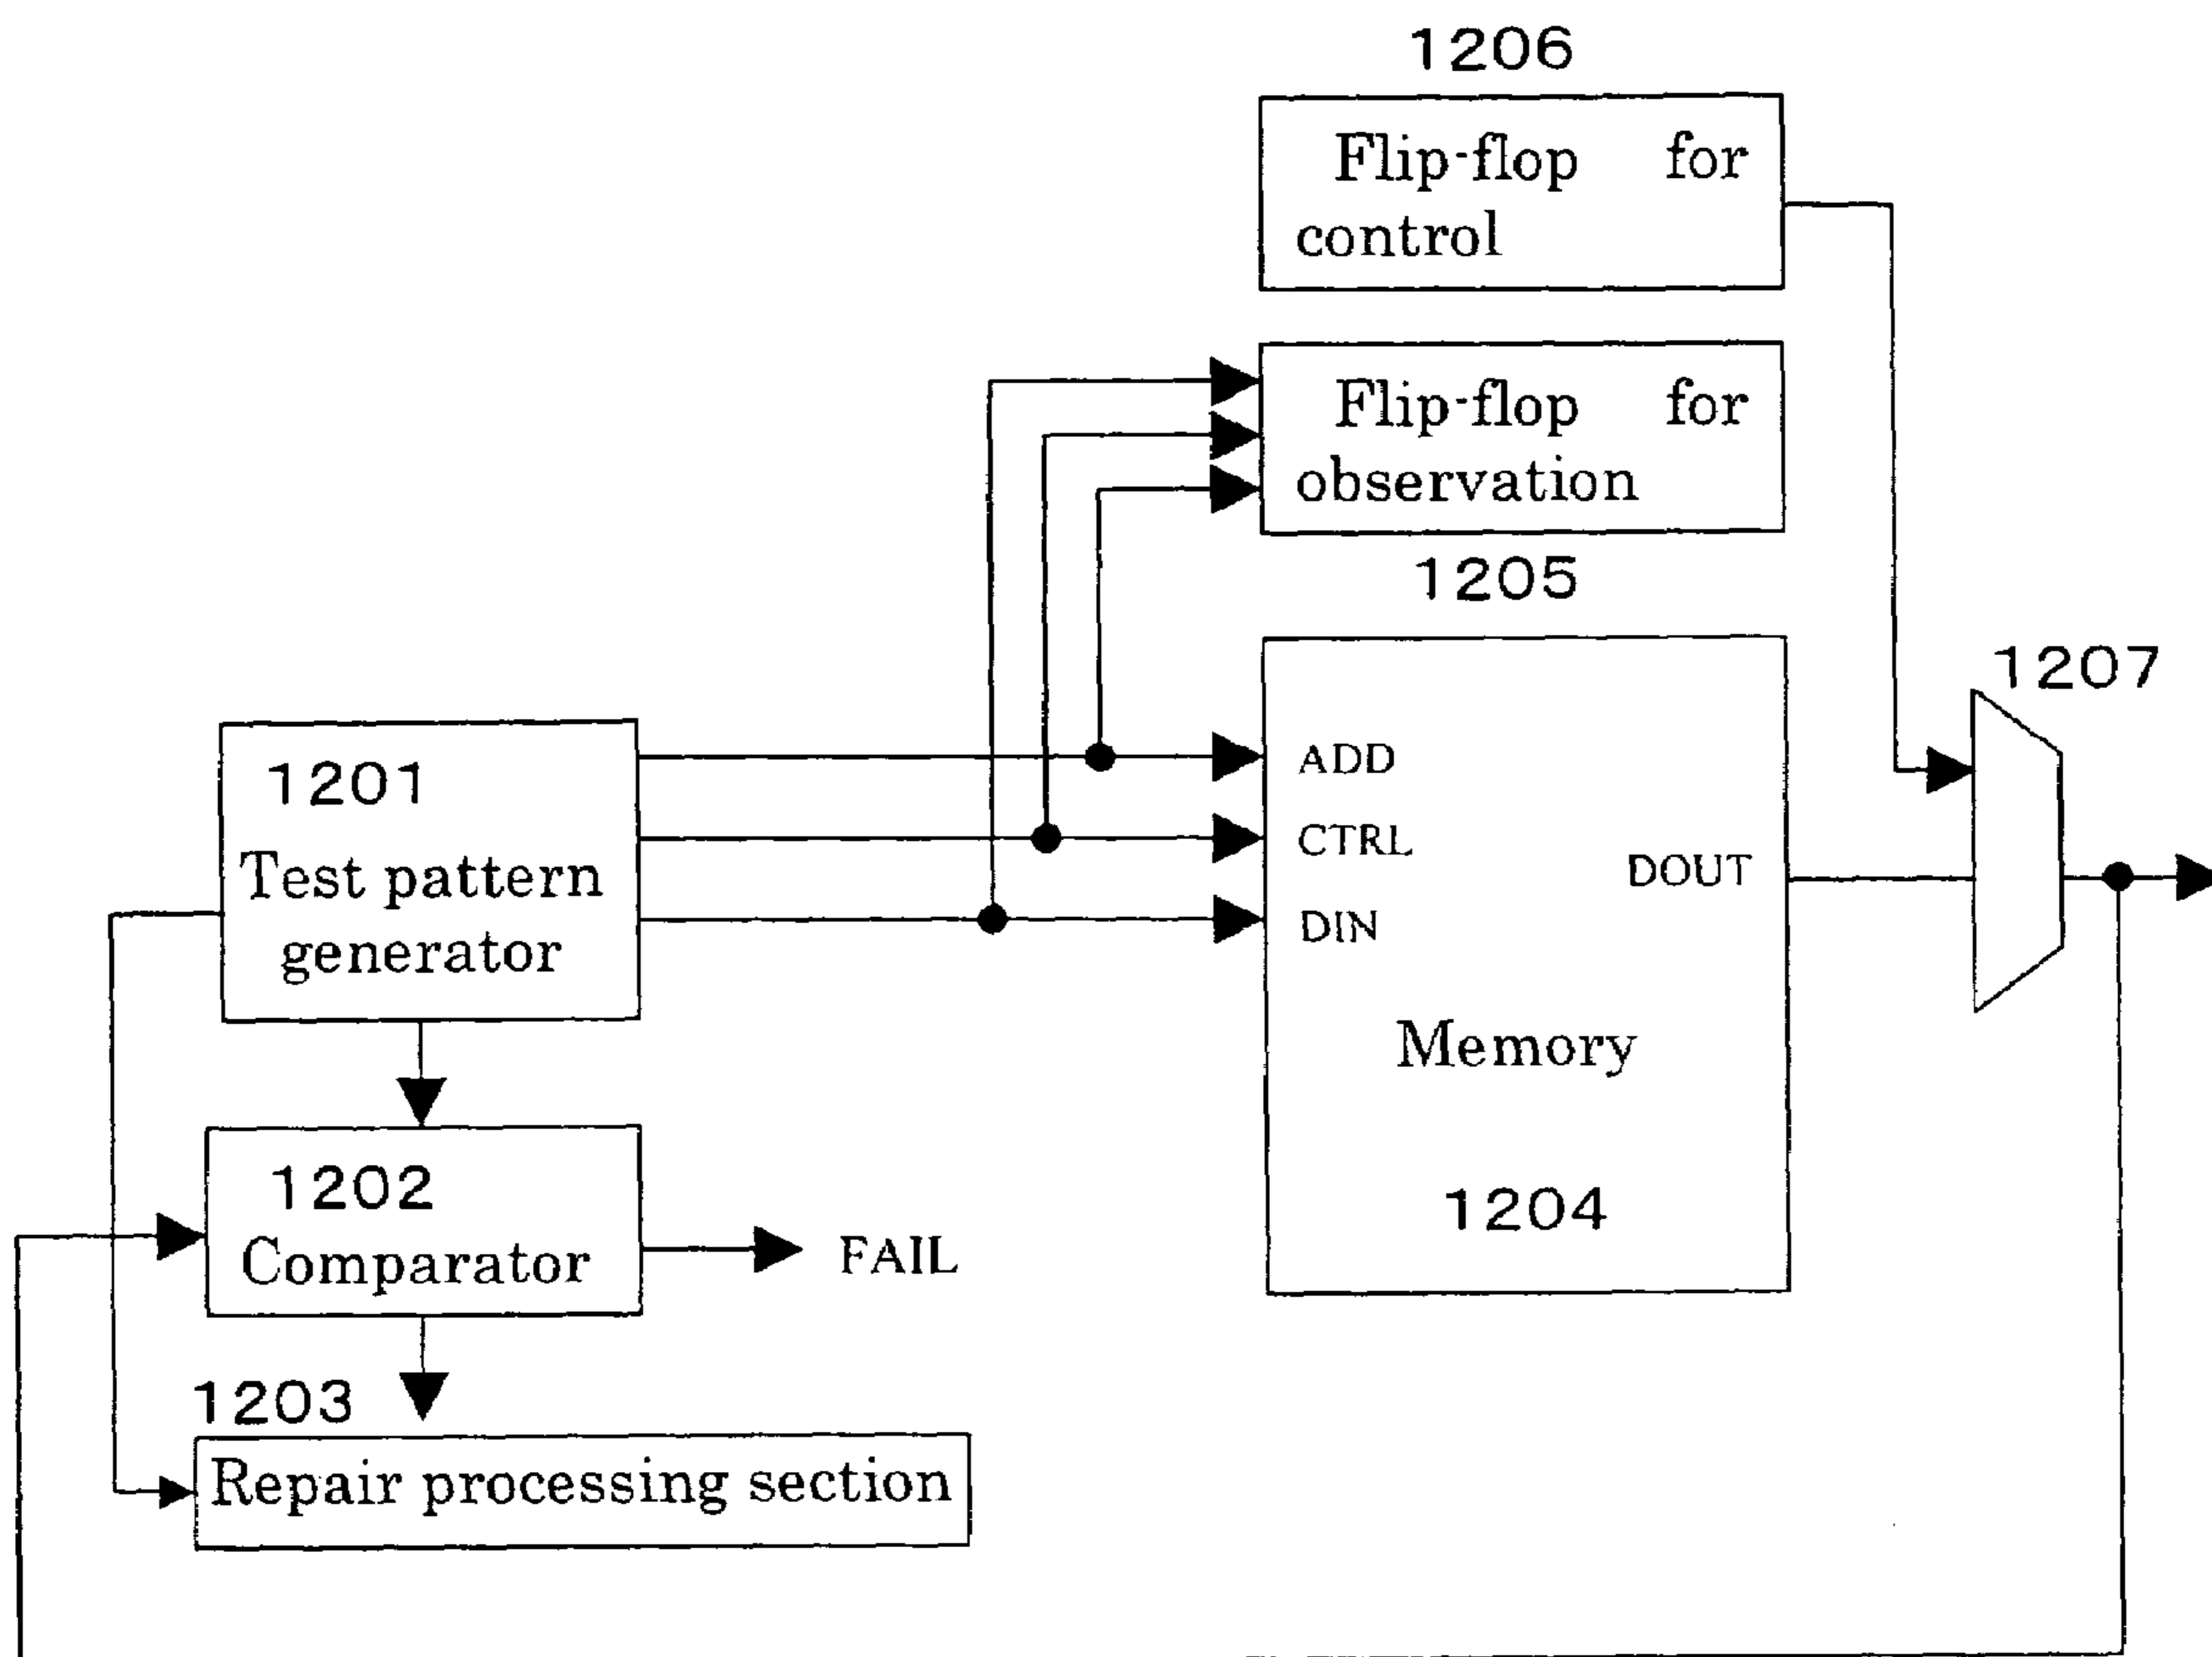 1206
Flip-flop for
control
Flip-flop for
observation
1205
1207
1201
Test pattern
generator
ADD
CTRL
DIN
DOUT
Memory
1204
1202
Comparator
FAIL
1203
Repair processing section